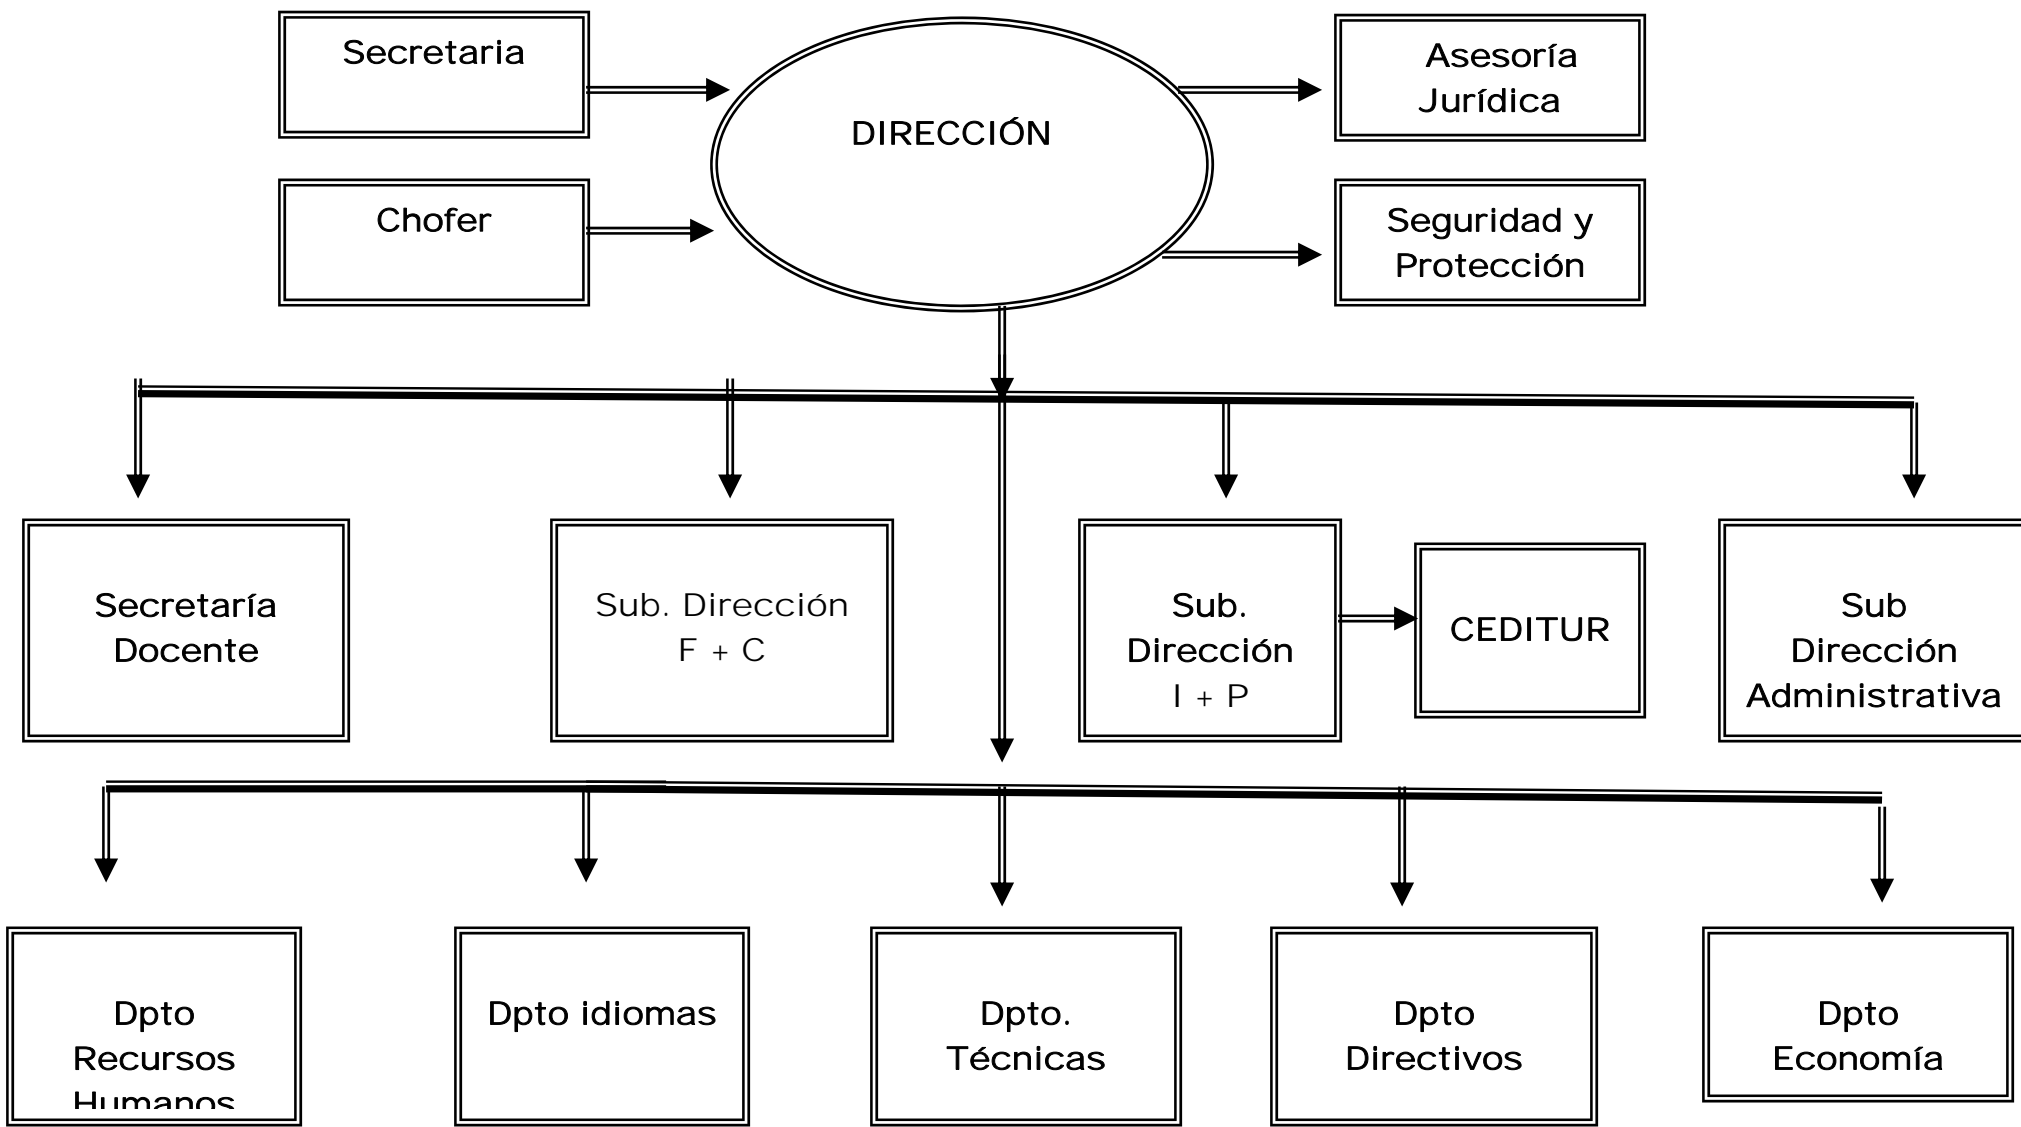 Secretaria
DIRECCIÓN
Asesoría
Jurídica
Chofer
Seguridad y
Protección
Secretaría
Docente
Sub. Dirección
F + C
Sub.
Dirección
I + P
CEDITUR
Sub
Dirección
Administrativa
Dpto
Recursos
Humanos
Dpto idiomas
Dpto.
Técnicas
Dpto
Directivos
Dpto
Economía